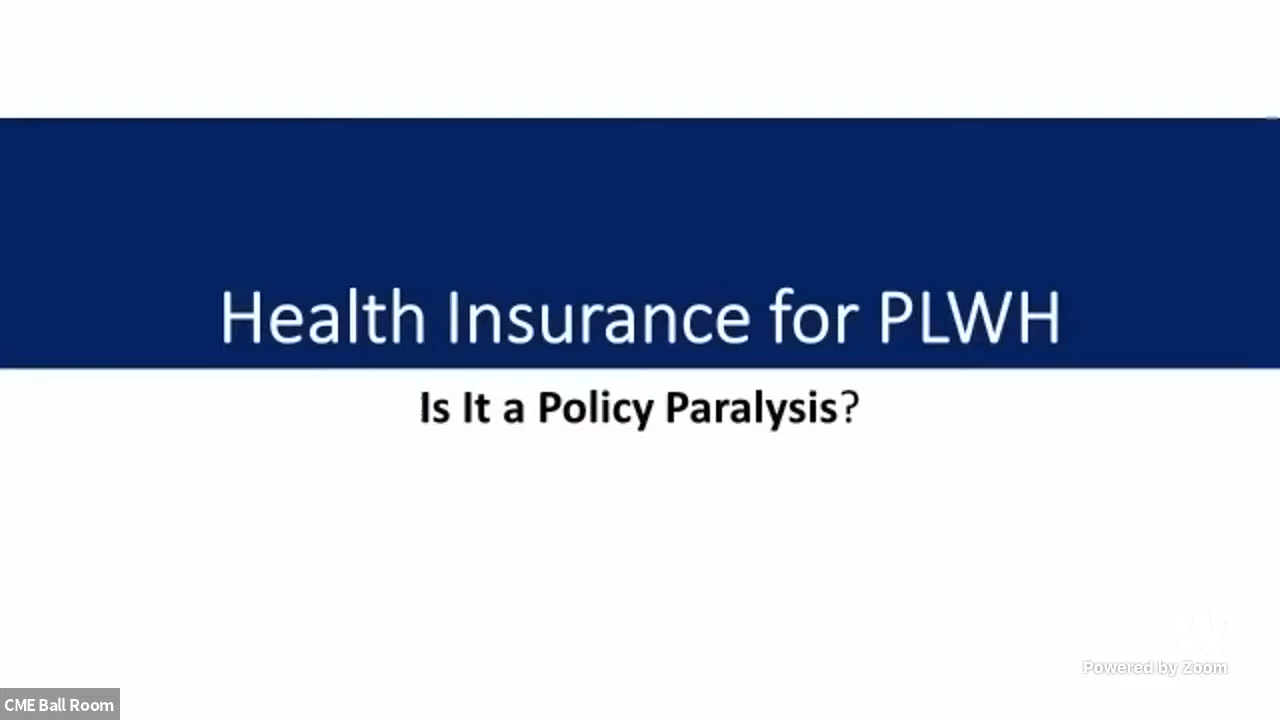 Health Insurance for PLWH
Is It a Policy Paralysis?
Powered by Zoom
CME Ball Room